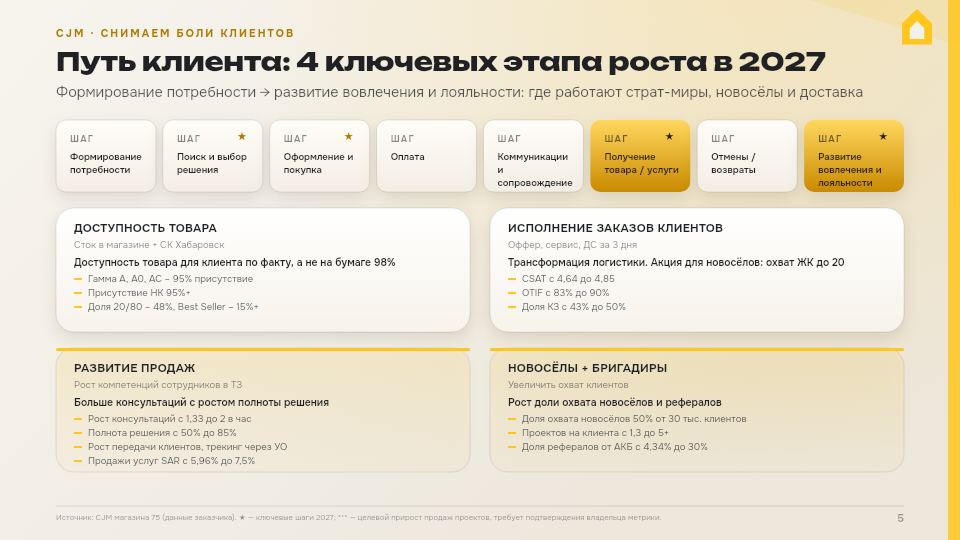 CJM · СНИМАЕМ БОЛИ КЛИЕНТОВ
Путь клиента: 4 ключевых этапа роста в 2027
Формирование потребности → развитие вовлечения и лояльности: где работают страт-миры, новосёлы и доставка
ШАГ
Формирование
потребности
ШАГ ★
Поиск и выбор
решения
ШАГ ★
Оформление и
покупка
ШАГ
Оплата
ШАГ
Коммуникации
и
сопровождение
ШАГ ★
Получение
товара / услуги
ШАГ
Отмены /
возвраты
ШАГ ★
Развитие
вовлечения и
лояльности
ДОСТУПНОСТЬ ТОВАРА
Сток в магазине + СК Хабаровск
Доступность товара для клиента по факту, а не на бумаге 98%
Гамма А, А0, АС – 95% присутствие
Присутствие НК 95%+
Доля 20/80 – 48%, Best Seller – 15%+
ИСПОЛНЕНИЕ ЗАКАЗОВ КЛИЕНТОВ
Оффер, сервис, ДС за 3 дня
Трансформация логистики. Акция для новосёлов: охват ЖК до 20
CSAT с 4,64 до 4,85
OTIF с 83% до 90%
Доля КЗ с 43% до 50%
РАЗВИТИЕ ПРОДАЖ
Рост компетенций сотрудников в ТЗ
Больше консультаций с ростом полноты решения
Рост консультаций с 1,33 до 2 в час
Полнота решения с 50% до 85%
Рост передачи клиентов, трекинг через УО
Продажи услуг SAR с 5,96% до 7,5%
НОВОСЁЛЫ + БРИГАДИРЫ
Увеличить охват клиентов
Рост доли охвата новосёлов и рефералов
Доля охвата новосёлов 50% от 30 тыс. клиентов
Проектов на клиента с 1,3 до 5+
Доля рефералов от АКБ с 4,34% до 30%
Источник: CJM магазина 75 (данные заказчика). ★ — ключевые шаги 2027; *** — целевой прирост продаж проектов, требует подтверждения владельца метрики.
5